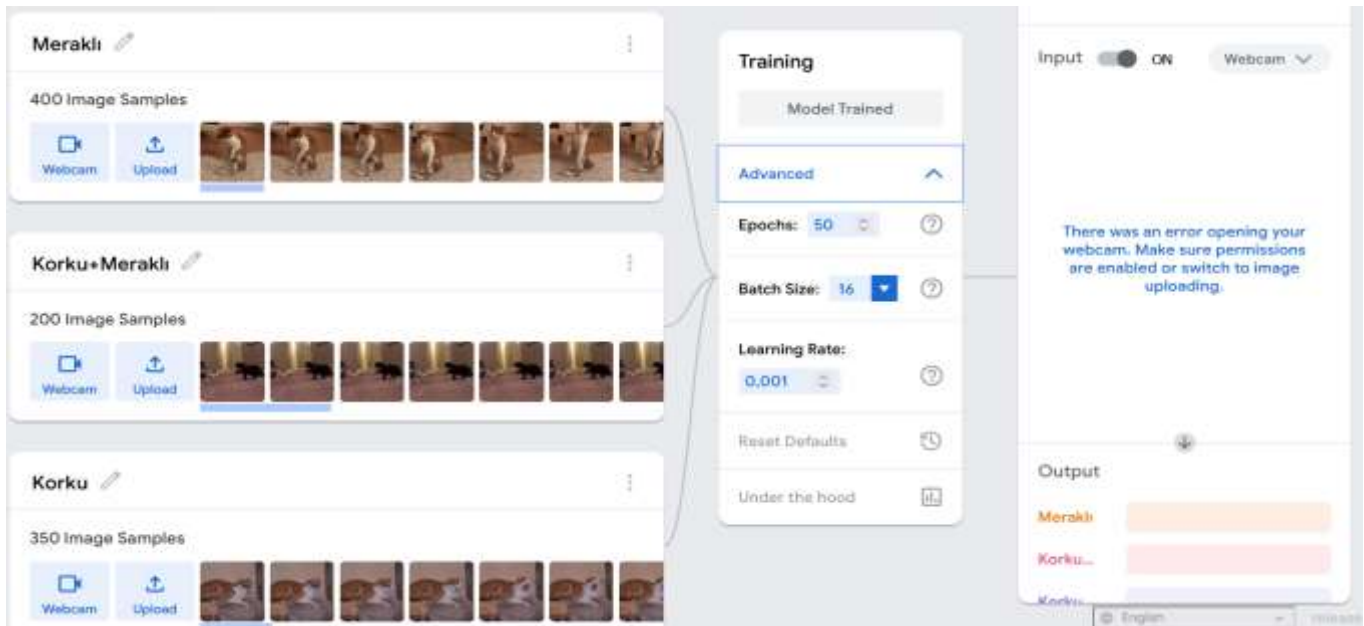 Meraklı
400 Image Samples
Webcam
Upload
Korku+Meraklı
200 Image Samples
Webcam
Upload
Korku
350 Image Samples
Webcam
Upload
Training
Model Trained
Advanced
Epochs: 50
Batch Size: 16
Learning Rate:
0,001
Reset Defaults
Under the hood
Input ON Webcam
There was an error opening your
webcam. Make sure permissions
are enabled or switch to image
uploading.
Output
Meraklı
Korku...
Korku
English